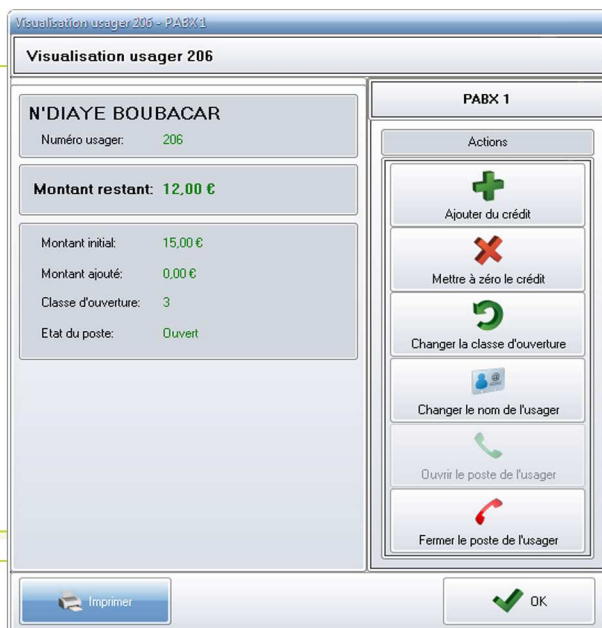 Visualisation usager 206 - PABX 1
Visualisation usager 206
N'DIAYE BOUBACAR
Numéro usager: 206
Montant restant: 12,00 €
Montant initial: 15,00 €
Montant ajouté: 0,00 €
Classe d'ouverture: 3
Etat du poste: Ouvert
PABX 1
Actions
Ajouter du crédit
Mettre à zéro le crédit
Changer la classe d'ouverture
Changer le nom de l'usager
Ouvrir le poste de l'usager
Fermer le poste de l'usager
Imprimer
OK